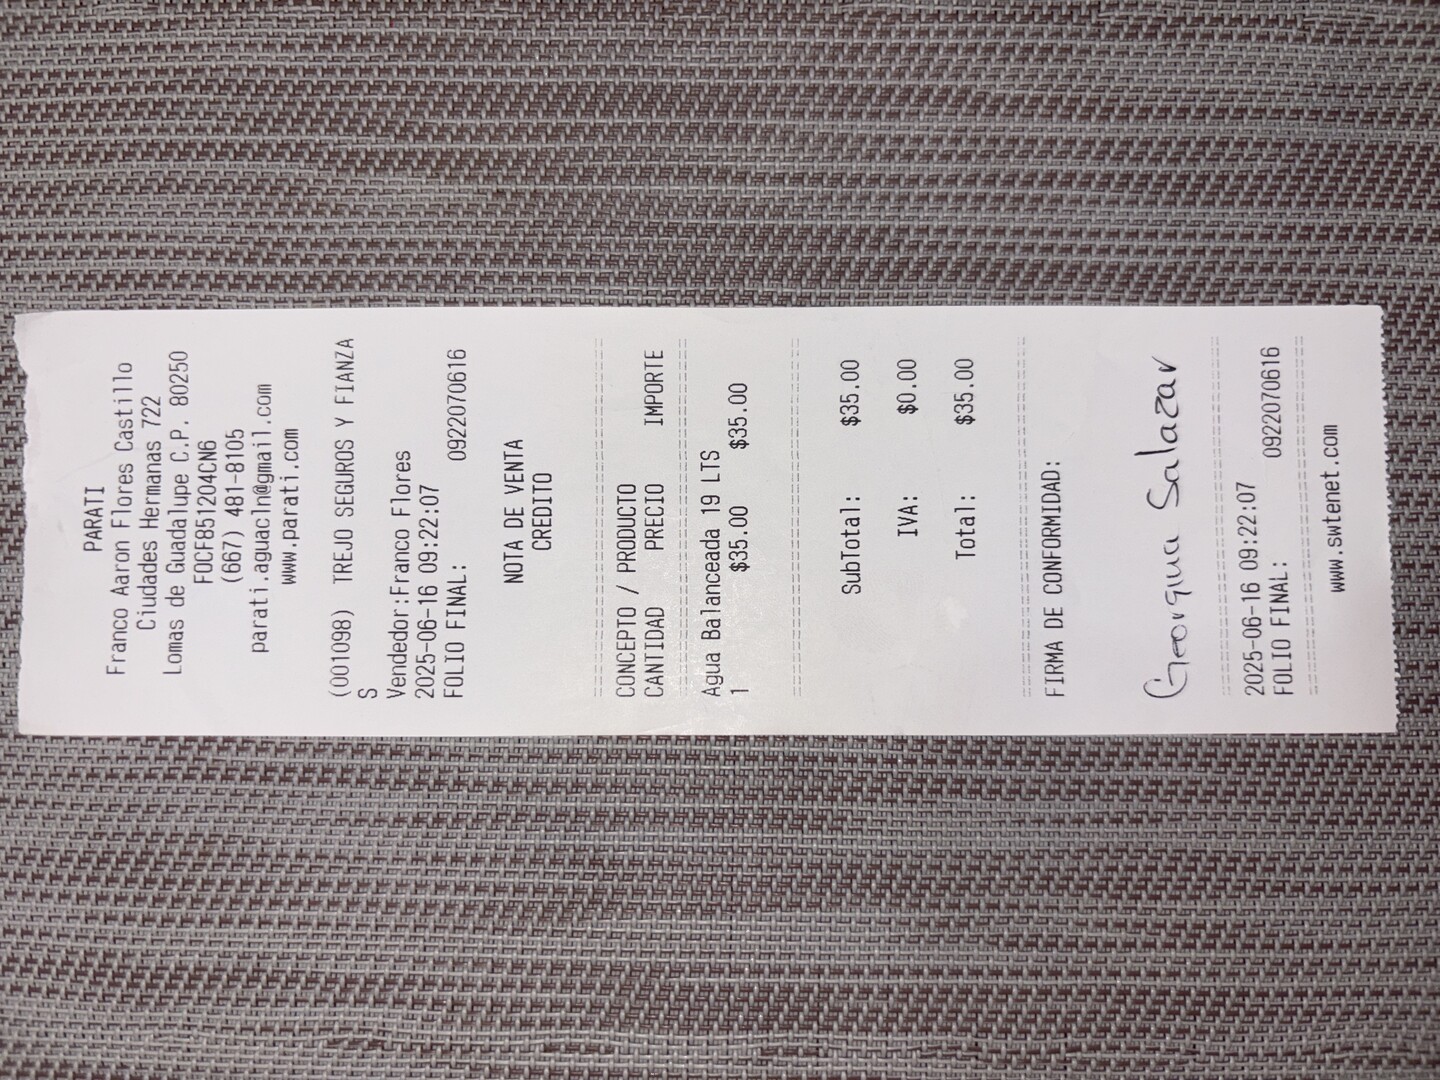 PARATI
Franco Aaron Flores Castillo
Ciudades Hermanas 722
Lomas de Guadalupe C.P. 80250
FOCF851204CN6
(667) 481-8105
parati.aguacln@gmail.com
www.parati.com
(001098) TREJO SEGUROS Y FIANZA
S
Vendedor:Franco Flores
2025-06-16 09:22:07
FOLIO FINAL: 0922070616
NOTA DE VENTA
CREDITO
CONCEPTO / PRODUCTO
CANTIDAD PRECIO IMPORTE
Agua Balanceada 19 LTS
1 $35.00 $35.00
SubTotal: $35.00
IVA: $0.00
Total: $35.00
FIRMA DE CONFORMIDAD:
Georgina Salazar
2025-06-16 09:22:07
FOLIO FINAL: 0922070616
www.swtenet.com